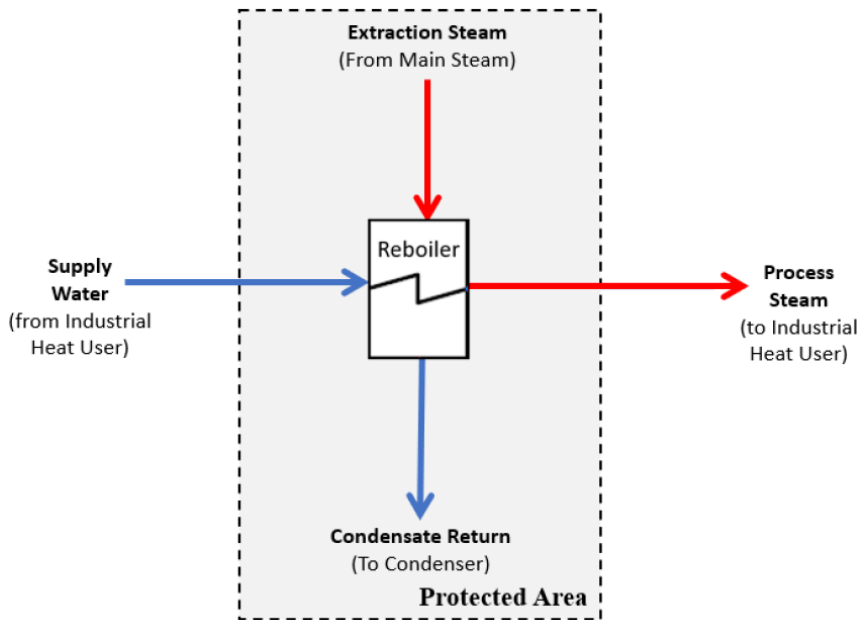 Extraction Steam
(From Main Steam)
Reboiler
Supply
Water
(from Industrial
Heat User)
Process
Steam
(to Industrial
Heat User)
Condensate Return
(To Condenser)
Protected Area